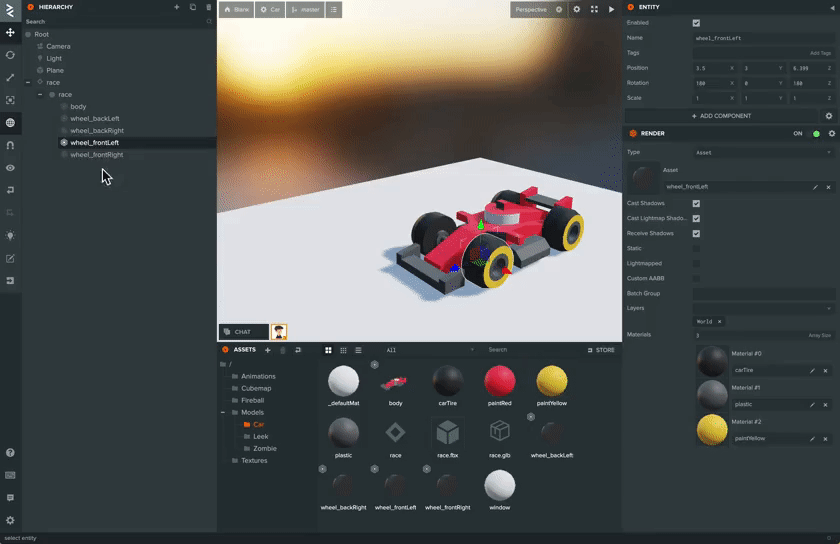 HIERARCHY
Search
Root
Camera
Light
Plane
race
race
body
wheel_backLeft
wheel_backRight
wheel_frontLeft
wheel_frontRight
Blank
Car
master
Perspective
CHAT
ASSETS
All
Search
STORE
/
Animations
Cubemap
Fireball
Models
Car
Leek
Zombie
Textures
_defaultMat
body
carTire
paintRed
paintYellow
plastic
race
race.fbx
race.glb
wheel_backLeft
wheel_backRight
wheel_frontLeft
wheel_frontRight
window
ENTITY
Enabled
Name wheel_frontLeft
Tags Add Tags
Position 3.5 X 3 Y 6.399 Z
Rotation 180 X 0 Y 180 Z
Scale 1 X 1 Y 1 Z
ADD COMPONENT
RENDER ON
Type Asset
Asset
wheel_frontLeft
Cast Shadows
Cast Lightmap Shado...
Receive Shadows
Static
Lightmapped
Custom AABB
Batch Group
Layers
World
Materials 3 Array Size
Material #0
carTire
Material #1
plastic
Material #2
paintYellow
select entity